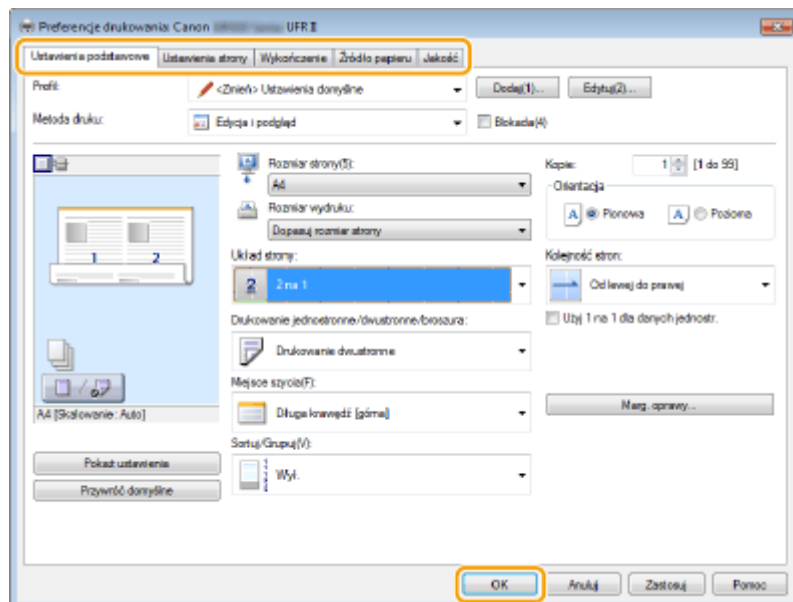 Preferencje drukowania: Canon UFR II
Ustawienia podstawowe Ustawienia strony Wykończenie Źródło papieru Jakość
Profil: <Zmień> Ustawienia domyślne Dodaj(1)... Edytuj(2)...
Metoda druku: Edycja i podgląd Blokada(4)
Rozmiar strony(5): Kopie: 1 [1 do 99]
A4 Orientacja
Rozmiar wydruku: A Pionowa A Pozioma
Dopasuj rozmiar strony
Układ strony: Kolejność stron:
1 2
2 2 na 1 Od lewej do prawej
Drukowanie jednostronne/dwustronne/broszura: Użyj 1 na 1 dla danych jednostr.
Drukowanie dwustronne
Miejsce szycia(F):
A4 [Skalowanie: Auto] Długa krawędź [górna] Marg. oprawy...
Sortuj/Grupuj(V):
Pokaż ustawienia Wył.
Przywróć domyślne
OK Anuluj Zastosuj Pomoc